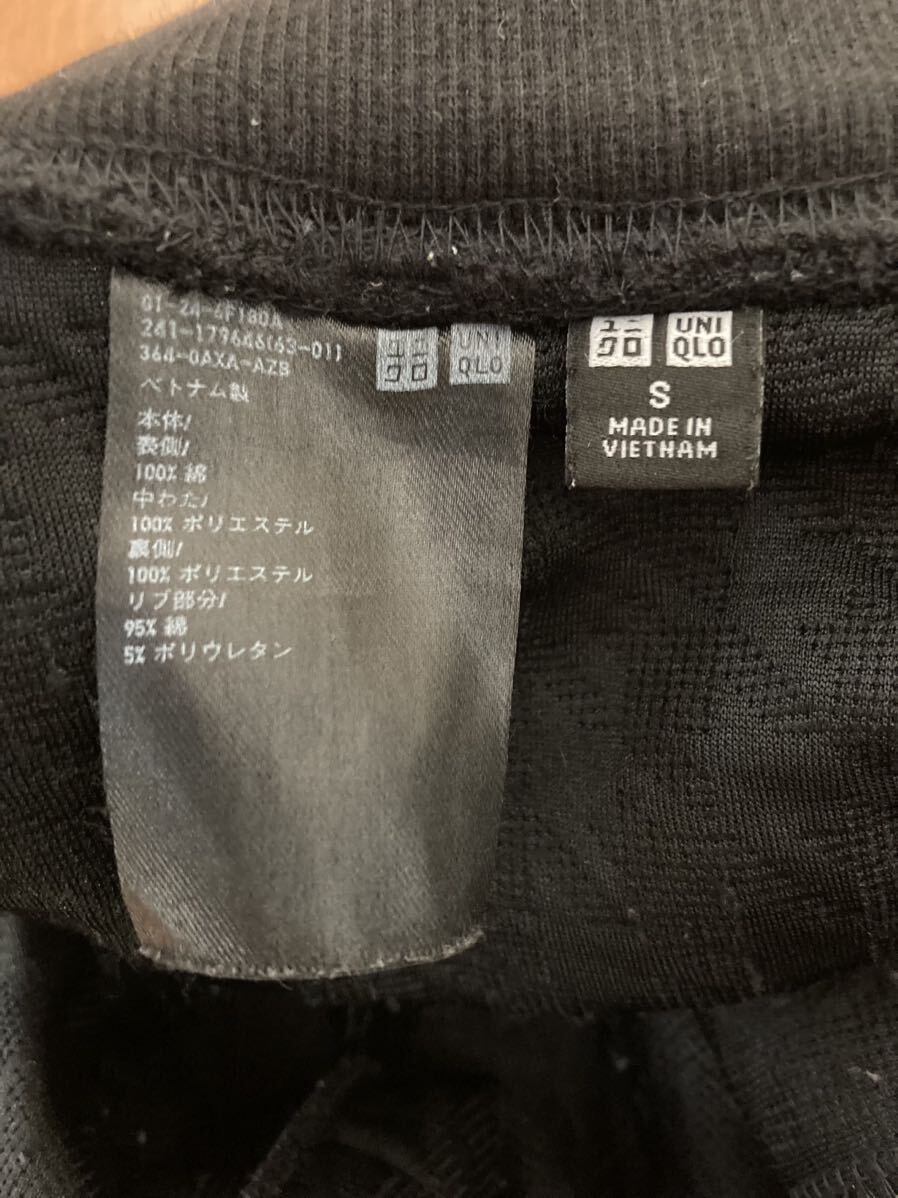 01-24-4F180A
241-179646(63-01)
364-0AXA-AZB
ベトナム製
本体/
表側/
100% 綿
中わた/
100% ポリエステル
裏側/
100% ポリエステル
リブ部分/
95% 綿
5% ポリウレタン
ユニ
クロ
UNI
QLO
ユニ
クロ
UNI
QLO
S
MADE IN
VIETNAM